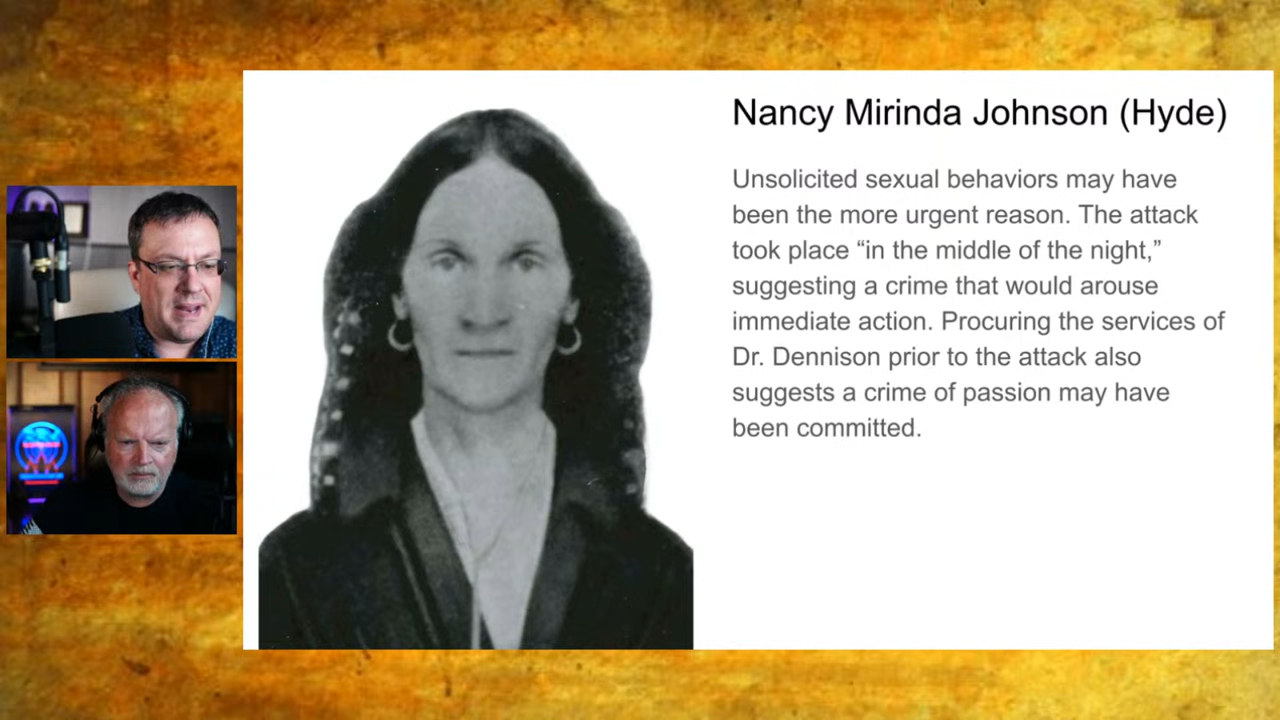 Nancy Mirinda Johnson (Hyde)
Unsolicited sexual behaviors may have
been the more urgent reason. The attack
took place “in the middle of the night,”
suggesting a crime that would arouse
immediate action. Procuring the services of
Dr. Dennison prior to the attack also
suggests a crime of passion may have
been committed.